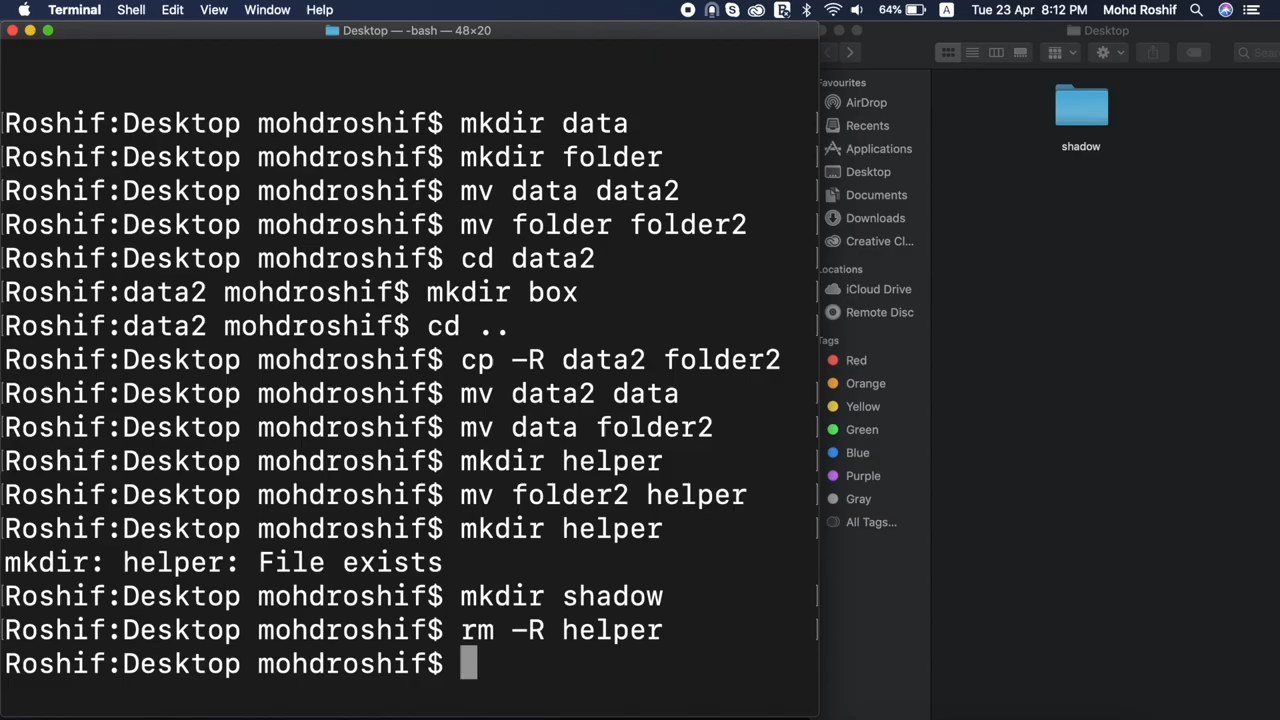 Terminal Shell Edit View Window Help 64% A Tue 23 Apr 8:12 PM Mohd Roshif
Desktop — -bash — 48×20
Roshif:Desktop mohdroshif$ mkdir data
Roshif:Desktop mohdroshif$ mkdir folder
Roshif:Desktop mohdroshif$ mv data data2
Roshif:Desktop mohdroshif$ mv folder folder2
Roshif:Desktop mohdroshif$ cd data2
Roshif:data2 mohdroshif$ mkdir box
Roshif:data2 mohdroshif$ cd ..
Roshif:Desktop mohdroshif$ cp -R data2 folder2
Roshif:Desktop mohdroshif$ mv data2 data
Roshif:Desktop mohdroshif$ mv data folder2
Roshif:Desktop mohdroshif$ mkdir helper
Roshif:Desktop mohdroshif$ mv folder2 helper
Roshif:Desktop mohdroshif$ mkdir helper
mkdir: helper: File exists
Roshif:Desktop mohdroshif$ mkdir shadow
Roshif:Desktop mohdroshif$ rm -R helper
Roshif:Desktop mohdroshif$
Desktop
Favourites
AirDrop
Recents
Applications
Desktop
Documents
Downloads
Creative Cl...
Locations
iCloud Drive
Remote Disc
Tags
Red
Orange
Yellow
Green
Blue
Purple
Gray
All Tags...
shadow